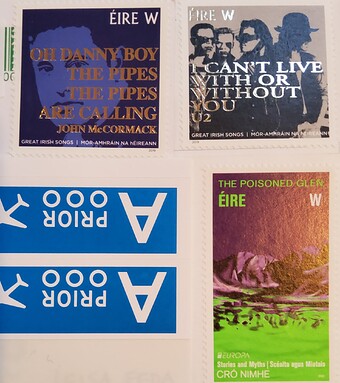 ÉIRE W
OH DANNY BOY
THE PIPES
THE PIPES
ARE CALLING
JOHN McCORMACK
GREAT IRISH SONGS | MÓR-AMHRÁIN NA HÉIREANN
ÉIRE W
I CAN'T LIVE
WITH OR
WITHOUT
YOU
U2
GREAT IRISH SONGS | MÓR-AMHRÁIN NA HÉIREANN
A
PRIOR
A
PRIOR
THE POISONED GLEN
ÉIRE W
EUROPA
Stories and Myths | Scéalta agus Miotais
CRÓ NIMHE